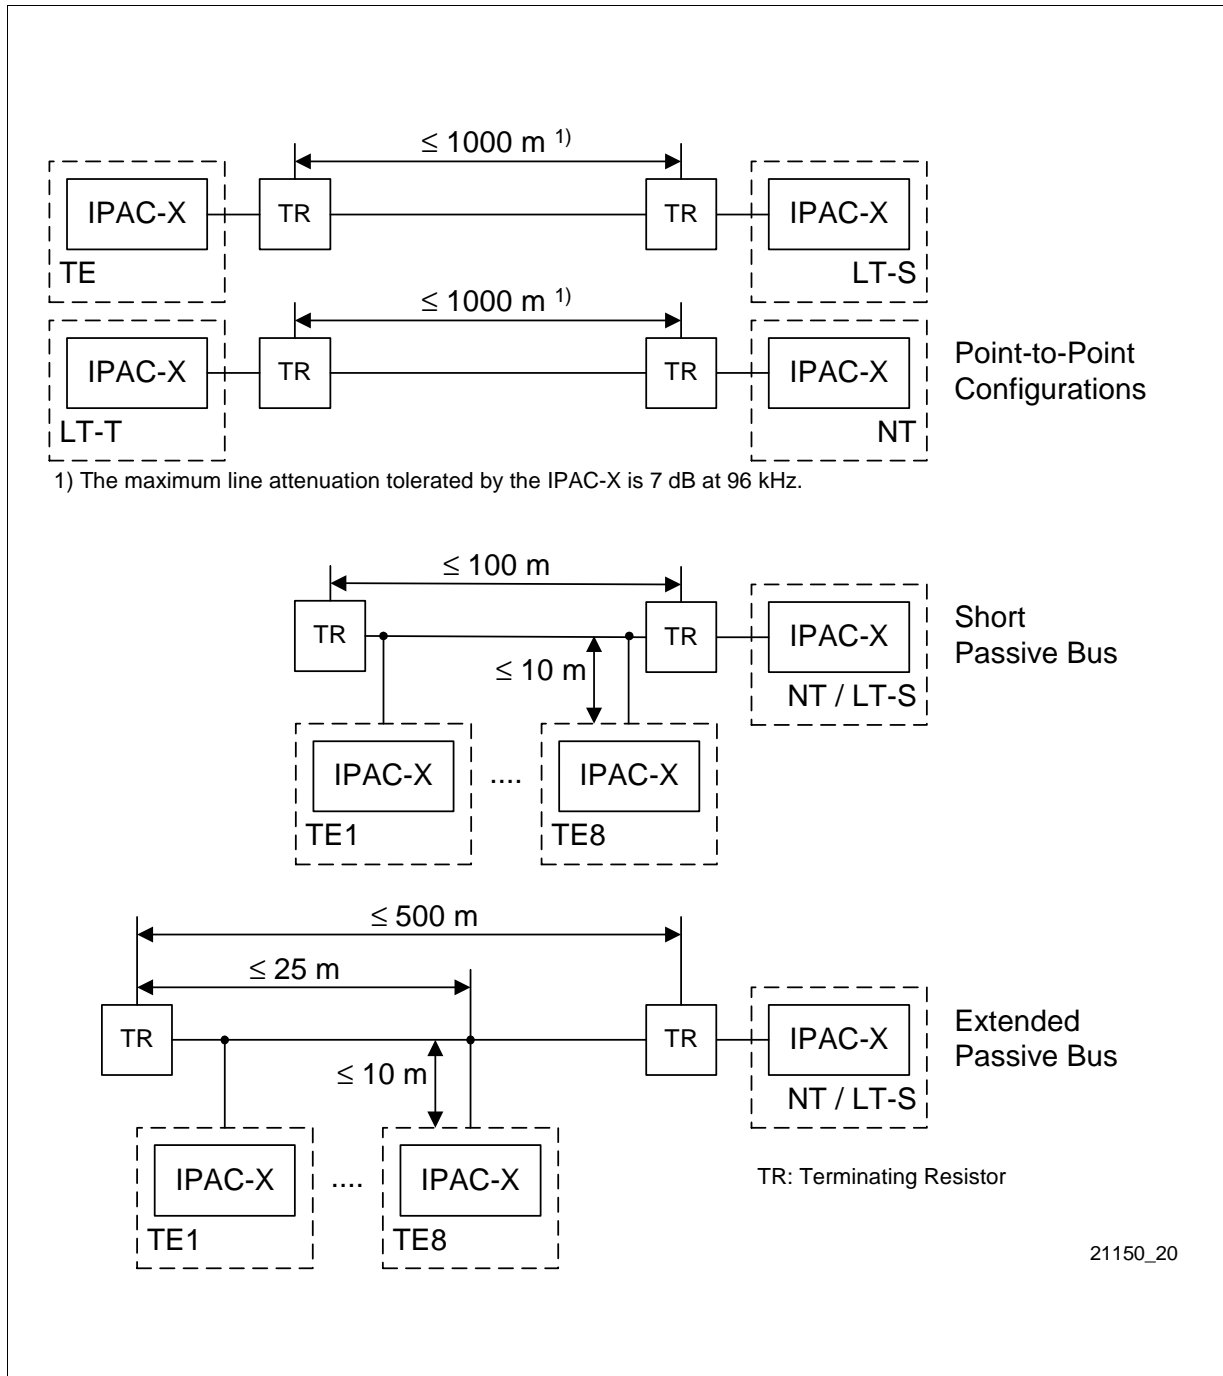 ≤ 1000 m 1)
IPAC-X TR TR IPAC-X
TE LT-S
≤ 1000 m 1)
IPAC-X TR TR IPAC-X
LT-T NT
Point-to-Point
Configurations
1) The maximum line attenuation tolerated by the IPAC-X is 7 dB at 96 kHz.
≤ 100 m
TR TR IPAC-X
≤ 10 m
NT / LT-S
Short
Passive Bus
IPAC-X .... IPAC-X
TE1 TE8
≤ 500 m
≤ 25 m
TR TR IPAC-X
≤ 10 m
NT / LT-S
Extended
Passive Bus
IPAC-X .... IPAC-X
TE1 TE8
TR: Terminating Resistor
21150_20